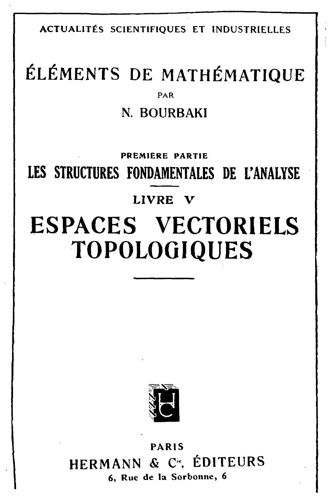 ACTUALITÉS SCIENTIFIQUES ET INDUSTRIELLES
ÉLÉMENTS DE MATHÉMATIQUE
PAR
N. BOURBAKI
PREMIÈRE PARTIE
LES STRUCTURES FONDAMENTALES DE L'ANALYSE
LIVRE V
ESPACES VECTORIELS
TOPOLOGIQUES
HC
PARIS
HERMANN & Cie, ÉDITEURS
6, Rue de la Sorbonne, 6